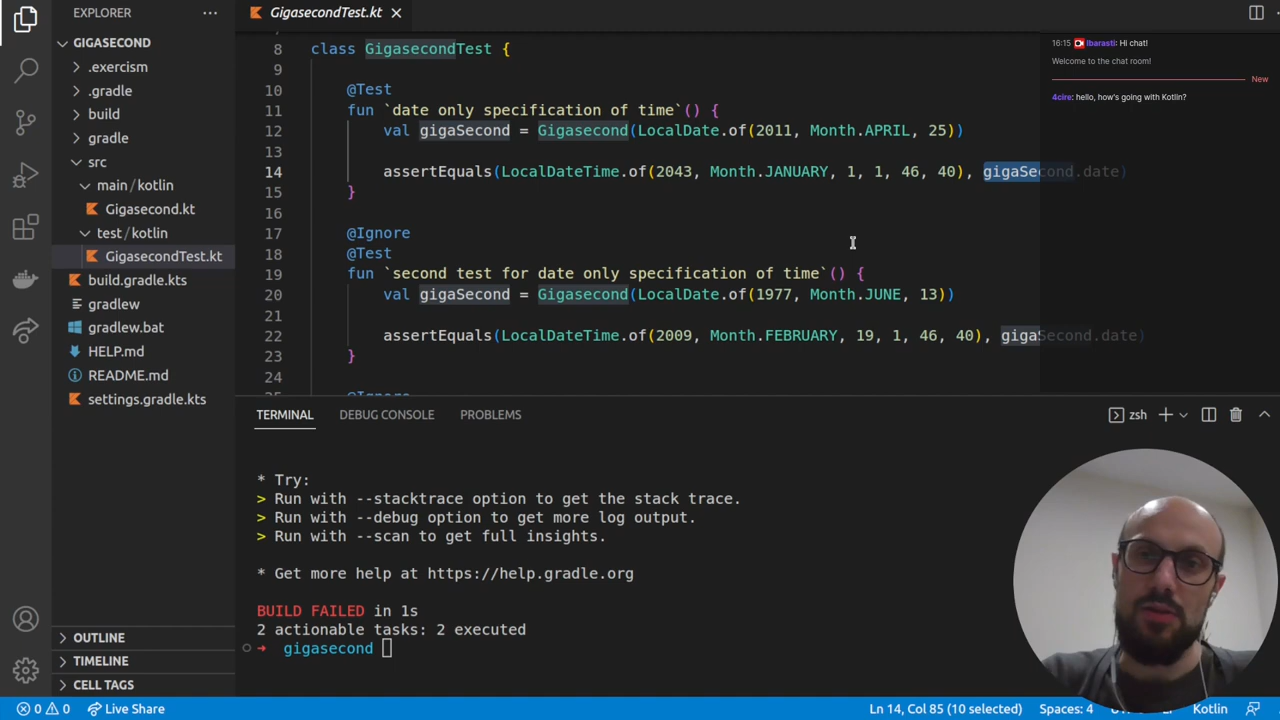 EXPLORER
GIGASECOND
.exercism
.gradle
build
gradle
src
main/kotlin
Gigasecond.kt
test/kotlin
GigasecondTest.kt
build.gradle.kts
gradlew
gradlew.bat
HELP.md
README.md
settings.gradle.kts
OUTLINE
TIMELINE
CELL TAGS
GigasecondTest.kt
8 class GigasecondTest {
9
10 @Test
11 fun `date only specification of time`() {
12 val gigaSecond = Gigasecond(LocalDate.of(2011, Month.APRIL, 25))
13
14 assertEquals(LocalDateTime.of(2043, Month.JANUARY, 1, 1, 46, 40), gigaSecond.date)
15 }
16
17 @Ignore
18 @Test
19 fun `second test for date only specification of time`() {
20 val gigaSecond = Gigasecond(LocalDate.of(1977, Month.JUNE, 13))
21
22 assertEquals(LocalDateTime.of(2009, Month.FEBRUARY, 19, 1, 46, 40), gigaSecond.date)
23 }
24
@Ignore
16:15 lbarasti: Hi chat!
Welcome to the chat room!
New
4cire: hello, how's going with Kotlin?
TERMINAL DEBUG CONSOLE PROBLEMS
zsh
* Try:
> Run with --stacktrace option to get the stack trace.
> Run with --debug option to get more log output.
> Run with --scan to get full insights.
* Get more help at https://help.gradle.org
BUILD FAILED in 1s
2 actionable tasks: 2 executed
➜ gigasecond
0 0 Live Share Ln 14, Col 85 (10 selected) Spaces: 4 Kotlin